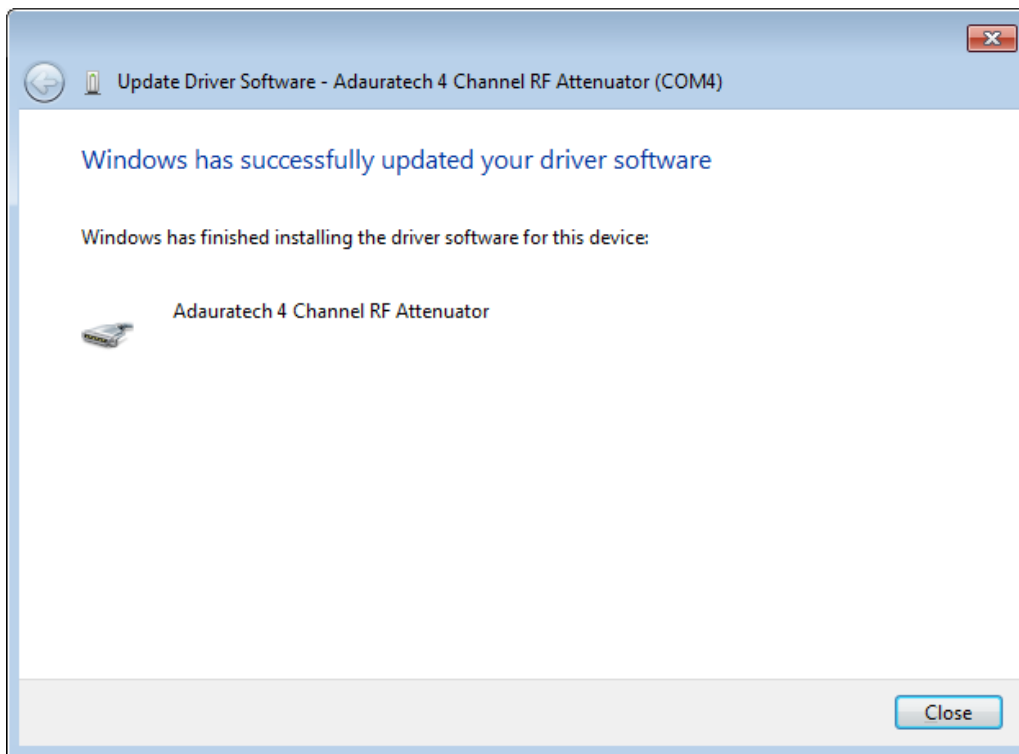 Update Driver Software - Adauratech 4 Channel RF Attenuator (COM4)
Windows has successfully updated your driver software
Windows has finished installing the driver software for this device:
Adauratech 4 Channel RF Attenuator
Close